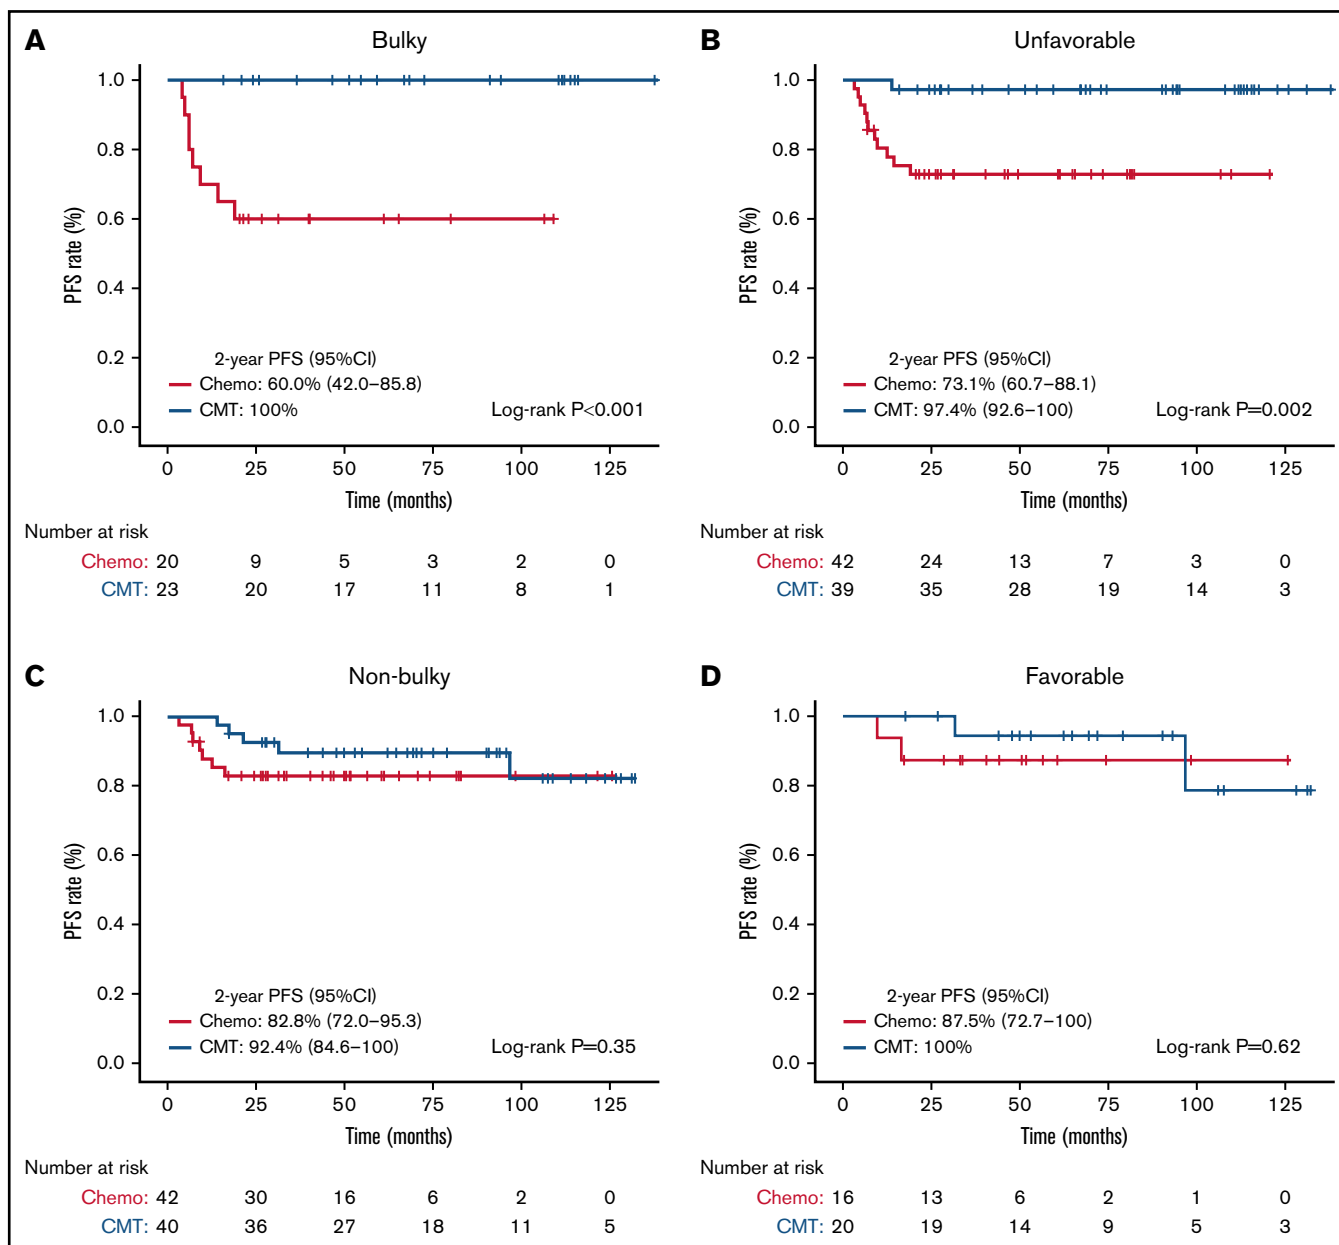 A
Bulky
1.0
0.8
0.6
0.4
0.2
0.0
PFS rate (%)
2-year PFS (95%CI)
Chemo: 60.0% (42.0–85.8)
CMT: 100%
Log-rank P<0.001
0 25 50 75 100 125
Time (months)
Number at risk
Chemo: 20 9 5 3 2 0
CMT: 23 20 17 11 8 1
B
Unfavorable
1.0
0.8
0.6
0.4
0.2
0.0
PFS rate (%)
2-year PFS (95%CI)
Chemo: 73.1% (60.7–88.1)
CMT: 97.4% (92.6–100)
Log-rank P=0.002
0 25 50 75 100 125
Time (months)
Number at risk
Chemo: 42 24 13 7 3 0
CMT: 39 35 28 19 14 3
C
Non-bulky
1.0
0.8
0.6
0.4
0.2
0.0
PFS rate (%)
2-year PFS (95%CI)
Chemo: 82.8% (72.0–95.3)
CMT: 92.4% (84.6–100)
Log-rank P=0.35
0 25 50 75 100 125
Time (months)
Number at risk
Chemo: 42 30 16 6 2 0
CMT: 40 36 27 18 11 5
D
Favorable
1.0
0.8
0.6
0.4
0.2
0.0
PFS rate (%)
2-year PFS (95%CI)
Chemo: 87.5% (72.7–100)
CMT: 100%
Log-rank P=0.62
0 25 50 75 100 125
Time (months)
Number at risk
Chemo: 16 13 6 2 1 0
CMT: 20 19 14 9 5 3